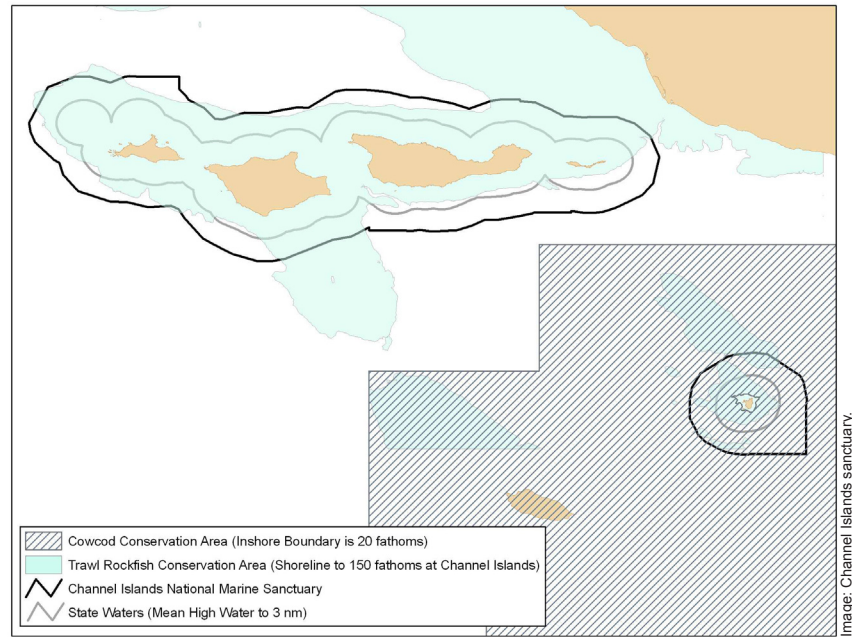 Cowcod Conservation Area (Inshore Boundary is 20 fathoms)
Trawl Rockfish Conservation Area (Shoreline to 150 fathoms at Channel Islands)
Channel Islands National Marine Sanctuary
State Waters (Mean High Water to 3 nm)
Image: Channel Islands sanctuary.